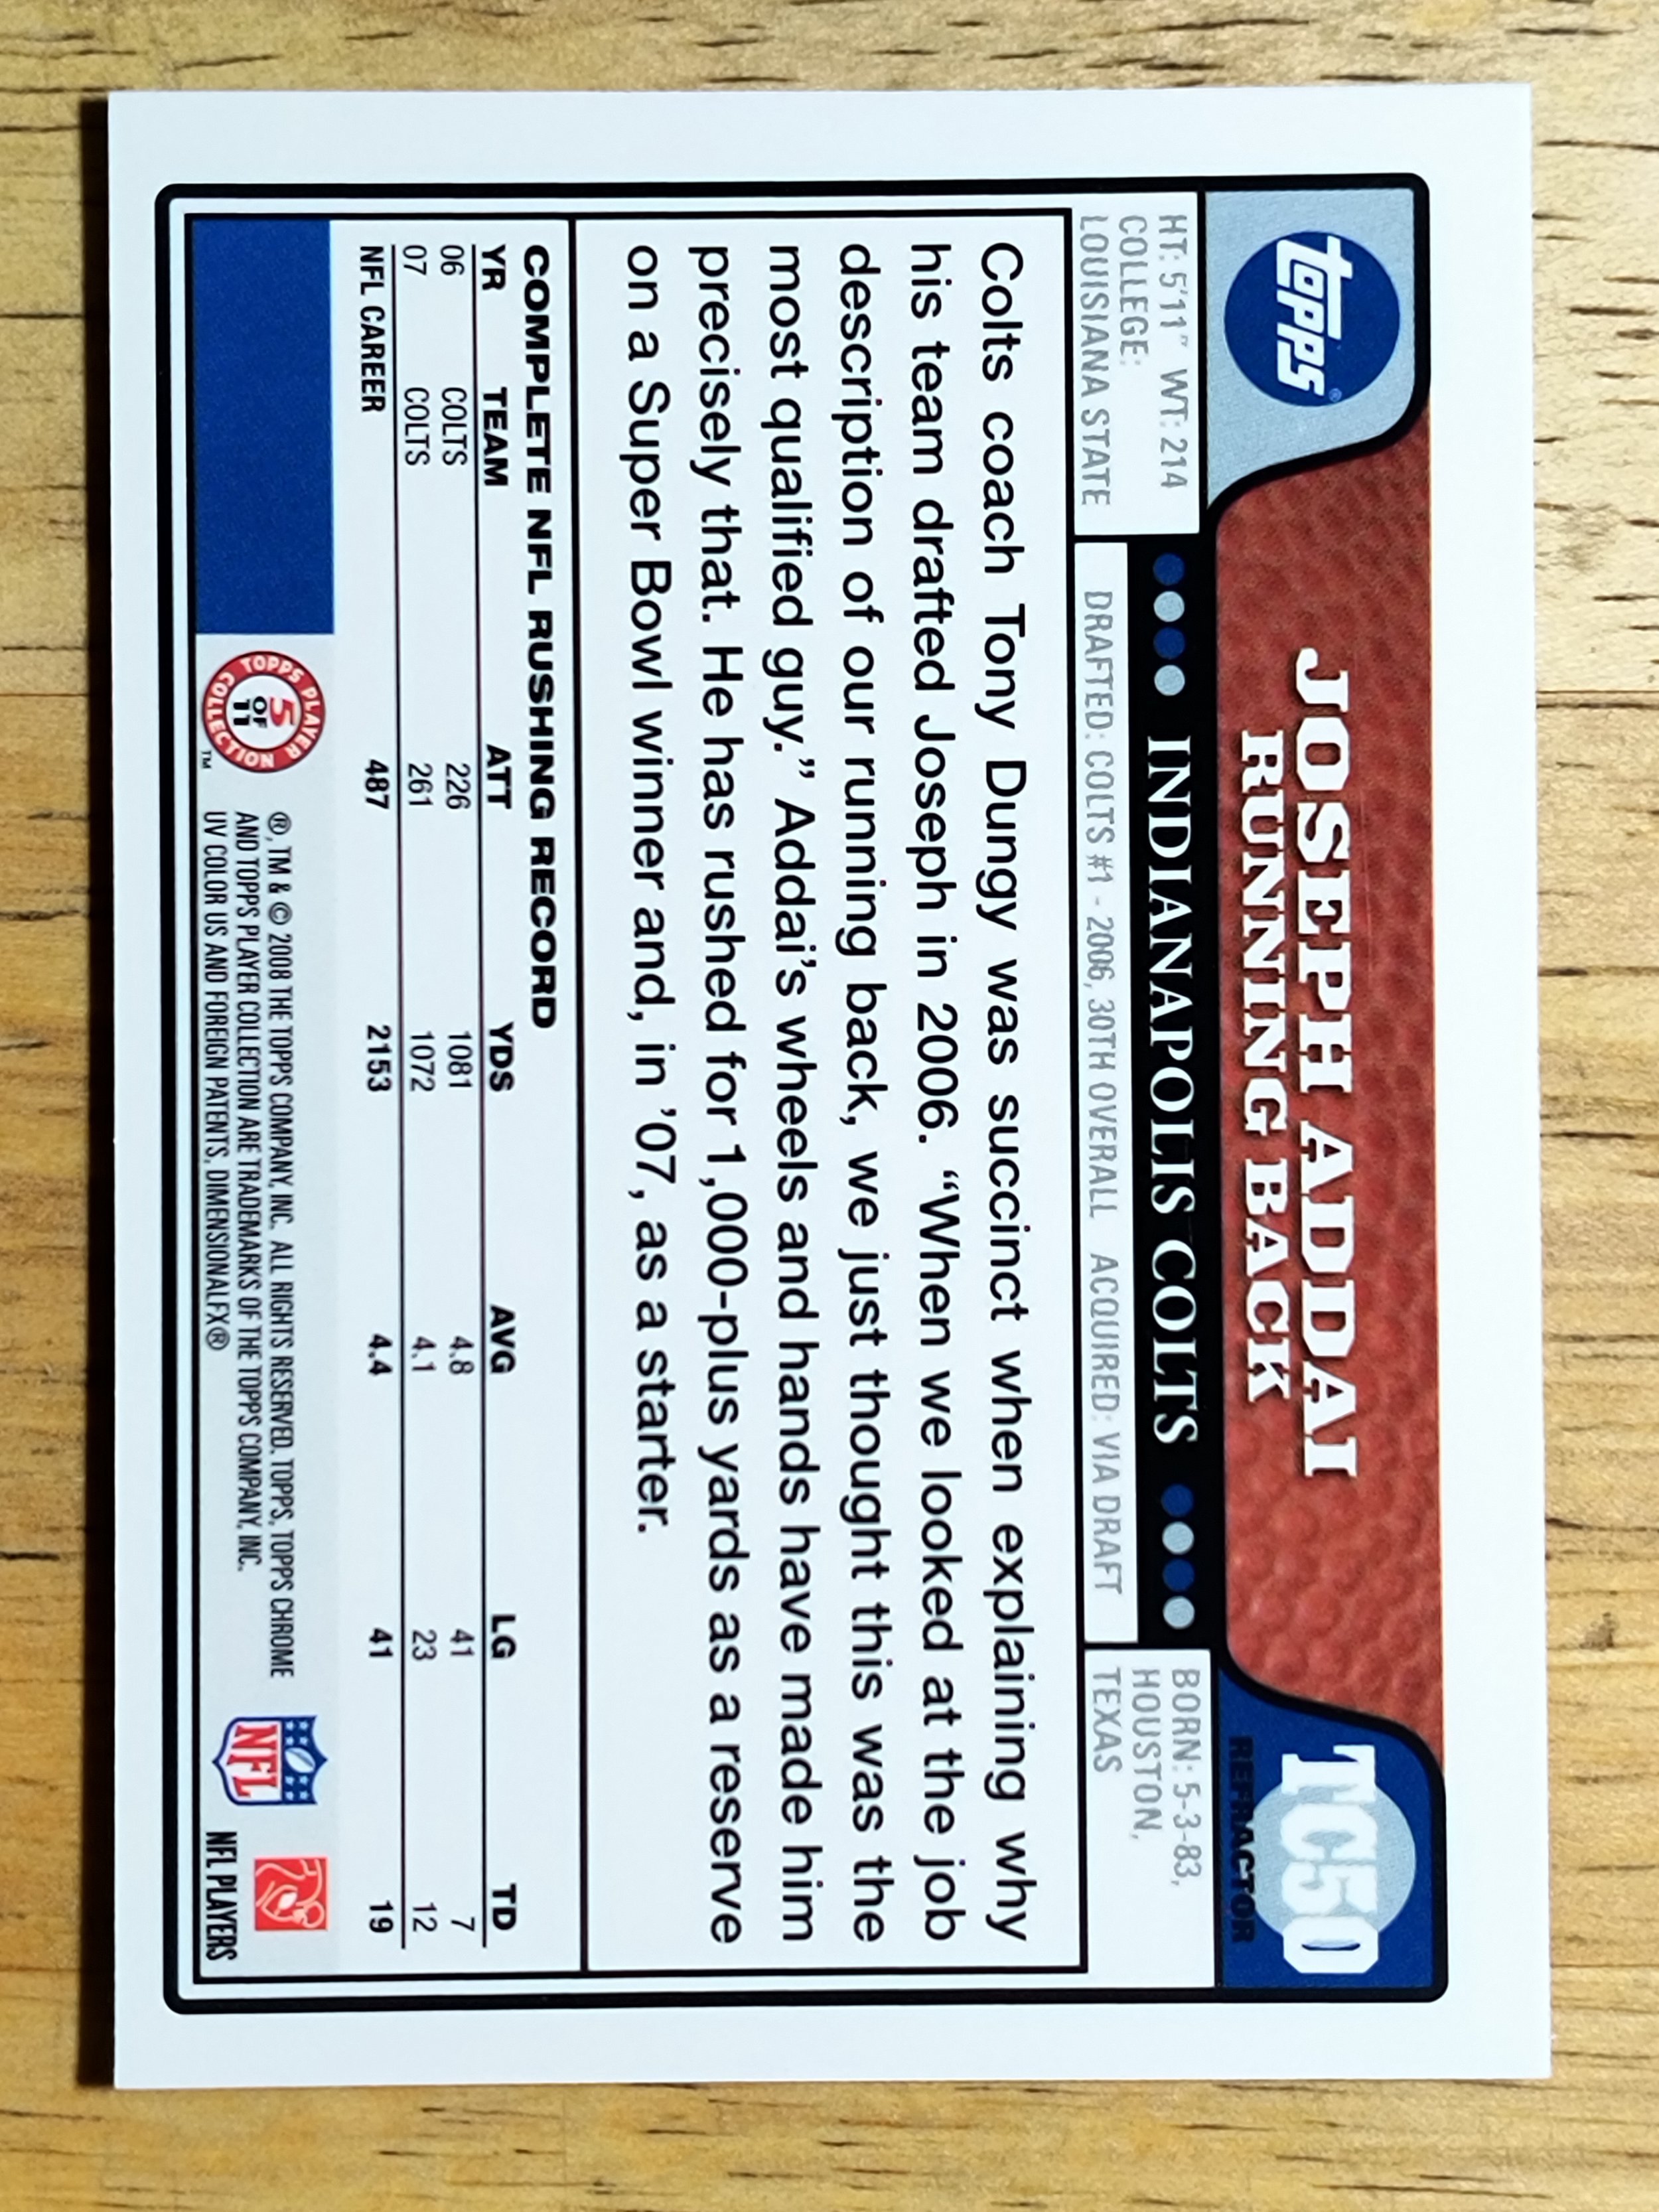 topps®
JOSEPH ADDAI
RUNNING BACK
TC50
REFRACTOR
INDIANAPOLIS COLTS
HT: 5'11" WT: 214
COLLEGE:
LOUISIANA STATE
DRAFTED: COLTS #1 - 2006, 30TH OVERALL ACQUIRED: VIA DRAFT
BORN: 5-3-83,
HOUSTON,
TEXAS
Colts coach Tony Dungy was succinct when explaining why
his team drafted Joseph in 2006. “When we looked at the job
description of our running back, we just thought this was the
most qualified guy.” Addai’s wheels and hands have made him
precisely that. He has rushed for 1,000-plus yards as a reserve
on a Super Bowl winner and, in ’07, as a starter.
COMPLETE NFL RUSHING RECORD
YR TEAM ATT YDS AVG LG TD
06 COLTS 226 1081 4.8 41 7
07 COLTS 261 1072 4.1 23 12
NFL CAREER 487 2153 4.4 41 19
TOPPS PLAYER
5
OF
11
COLLECTION
TM
®, TM & © 2008 THE TOPPS COMPANY, INC. ALL RIGHTS RESERVED. TOPPS, TOPPS CHROME
AND TOPPS PLAYER COLLECTION ARE TRADEMARKS OF THE TOPPS COMPANY, INC.
UV COLOR US AND FOREIGN PATENTS, DIMENSIONALFX®
NFL
NFL PLAYERS